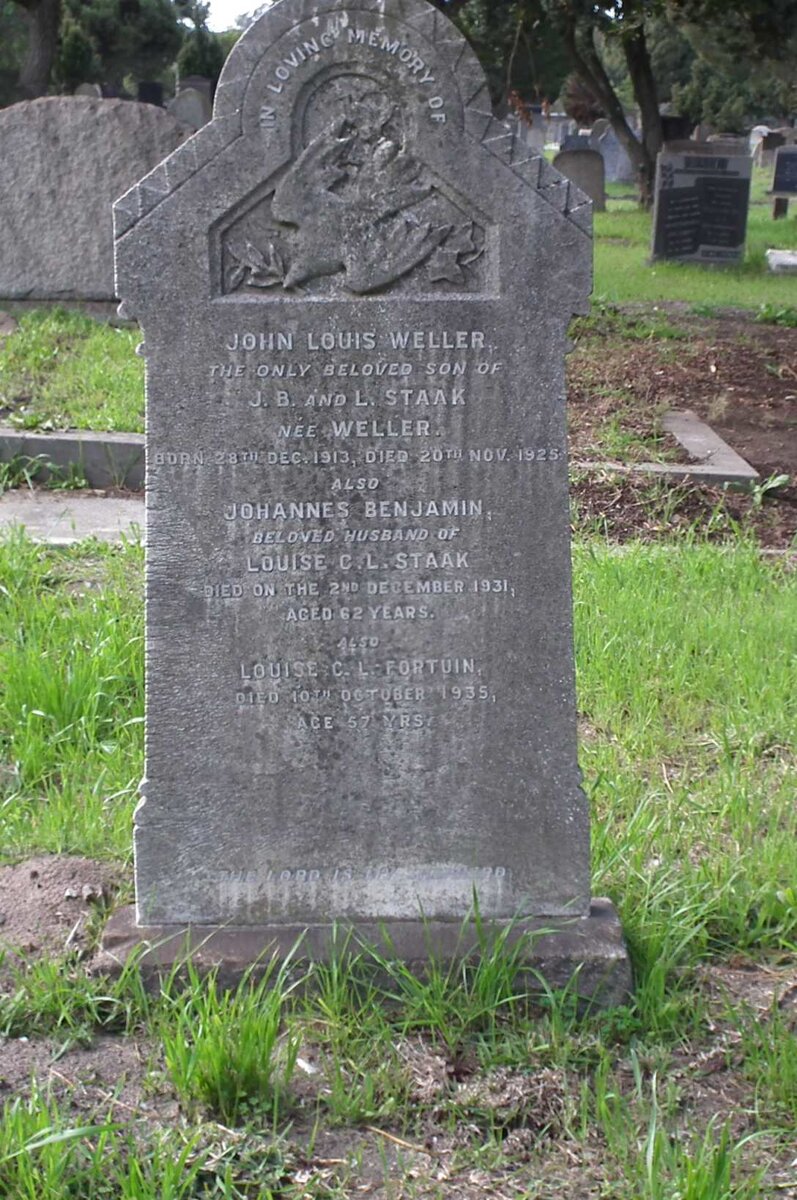 IN LOVING MEMORY OF
JOHN LOUIS WELLER,
THE ONLY BELOVED SON OF
J. B. AND L. STAAK
NÉE WELLER.
BORN 28TH DEC. 1913, DIED 20TH NOV. 1925
ALSO
JOHANNES BENJAMIN,
BELOVED HUSBAND OF
LOUISE C. L. STAAK
DIED ON THE 2ND DECEMBER 1931,
AGED 62 YEARS.
ALSO
LOUISE C. L. FORTUIN,
DIED 10TH OCTOBER 1935,
AGE 57 YRS.
THE LORD IS